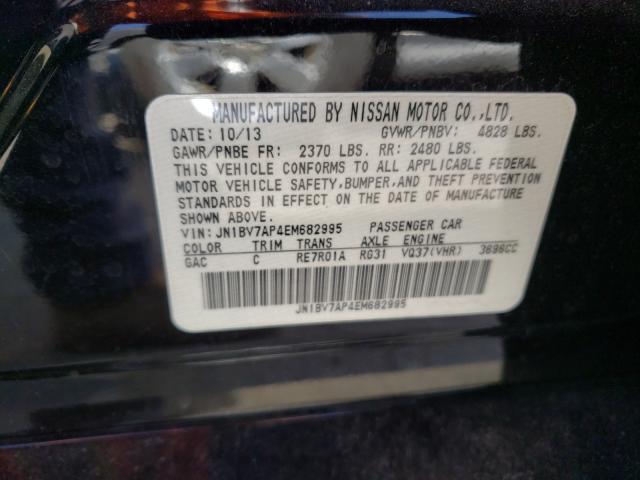 MANUFACTURED BY NISSAN MOTOR CO.,LTD.
DATE: 10/13 GVWR/PNBV: 4828 LBS.
GAWR/PNBE FR: 2370 LBS. RR: 2480 LBS.
THIS VEHICLE CONFORMS TO ALL APPLICABLE FEDERAL
MOTOR VEHICLE SAFETY,BUMPER,AND THEFT PREVENTION
STANDARDS IN EFFECT ON THE DATE OF MANUFACTURE
SHOWN ABOVE.
VIN: JN1BV7AP4EM682995 PASSENGER CAR
COLOR TRIM TRANS AXLE ENGINE
GAC C RE7R01A RG31 VQ37(VHR) 3696CC
JN1BV7AP4EM682995